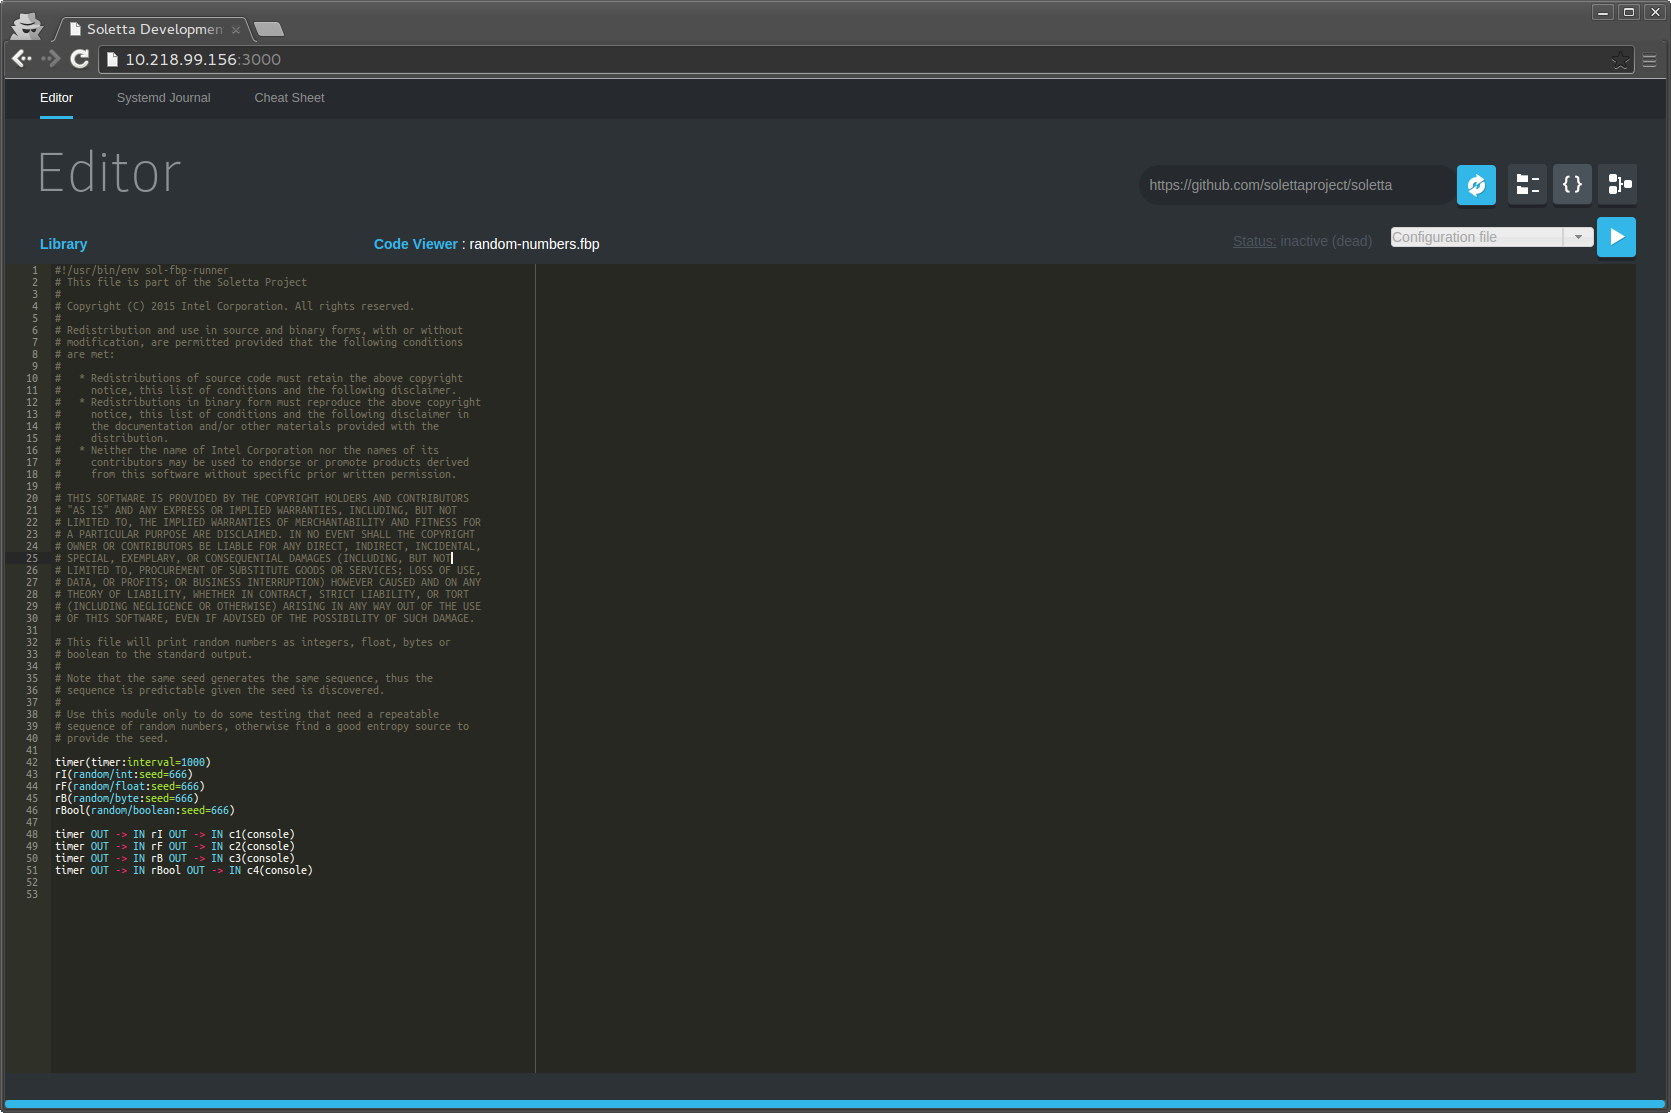 Soletta Developmen
10.218.99.156:3000
Editor Systemd Journal Cheat Sheet
Editor
https://github.com/solettaproject/soletta
{ }
Library Code Viewer : random-numbers.fbp Status: inactive (dead) Configuration file
1 #!/usr/bin/env sol-fbp-runner
2 # This file is part of the Soletta Project
3 #
4 # Copyright (C) 2015 Intel Corporation. All rights reserved.
5 #
6 # Redistribution and use in source and binary forms, with or without
7 # modification, are permitted provided that the following conditions
8 # are met:
9 #
10 #   * Redistributions of source code must retain the above copyright
11 #     notice, this list of conditions and the following disclaimer.
12 #   * Redistributions in binary form must reproduce the above copyright
13 #     notice, this list of conditions and the following disclaimer in
14 #     the documentation and/or other materials provided with the
15 #     distribution.
16 #   * Neither the name of Intel Corporation nor the names of its
17 #     contributors may be used to endorse or promote products derived
18 #     from this software without specific prior written permission.
19 #
20 # THIS SOFTWARE IS PROVIDED BY THE COPYRIGHT HOLDERS AND CONTRIBUTORS
21 # "AS IS" AND ANY EXPRESS OR IMPLIED WARRANTIES, INCLUDING, BUT NOT
22 # LIMITED TO, THE IMPLIED WARRANTIES OF MERCHANTABILITY AND FITNESS FOR
23 # A PARTICULAR PURPOSE ARE DISCLAIMED. IN NO EVENT SHALL THE COPYRIGHT
24 # OWNER OR CONTRIBUTORS BE LIABLE FOR ANY DIRECT, INDIRECT, INCIDENTAL,
25 # SPECIAL, EXEMPLARY, OR CONSEQUENTIAL DAMAGES (INCLUDING, BUT NOT
26 # LIMITED TO, PROCUREMENT OF SUBSTITUTE GOODS OR SERVICES; LOSS OF USE,
27 # DATA, OR PROFITS; OR BUSINESS INTERRUPTION) HOWEVER CAUSED AND ON ANY
28 # THEORY OF LIABILITY, WHETHER IN CONTRACT, STRICT LIABILITY, OR TORT
29 # (INCLUDING NEGLIGENCE OR OTHERWISE) ARISING IN ANY WAY OUT OF THE USE
30 # OF THIS SOFTWARE, EVEN IF ADVISED OF THE POSSIBILITY OF SUCH DAMAGE.
31
32 # This file will print random numbers as integers, float, bytes or
33 # boolean to the standard output.
34 #
35 # Note that the same seed generates the same sequence, thus the
36 # sequence is predictable given the seed is discovered.
37 #
38 # Use this module only to do some testing that need a repeatable
39 # sequence of random numbers, otherwise find a good entropy source to
40 # provide the seed.
41
42 timer(timer:interval=1000)
43 rI(random/int:seed=666)
44 rF(random/float:seed=666)
45 rB(random/byte:seed=666)
46 rBool(random/boolean:seed=666)
47
48 timer OUT -> IN rI OUT -> IN c1(console)
49 timer OUT -> IN rF OUT -> IN c2(console)
50 timer OUT -> IN rB OUT -> IN c3(console)
51 timer OUT -> IN rBool OUT -> IN c4(console)
52
53